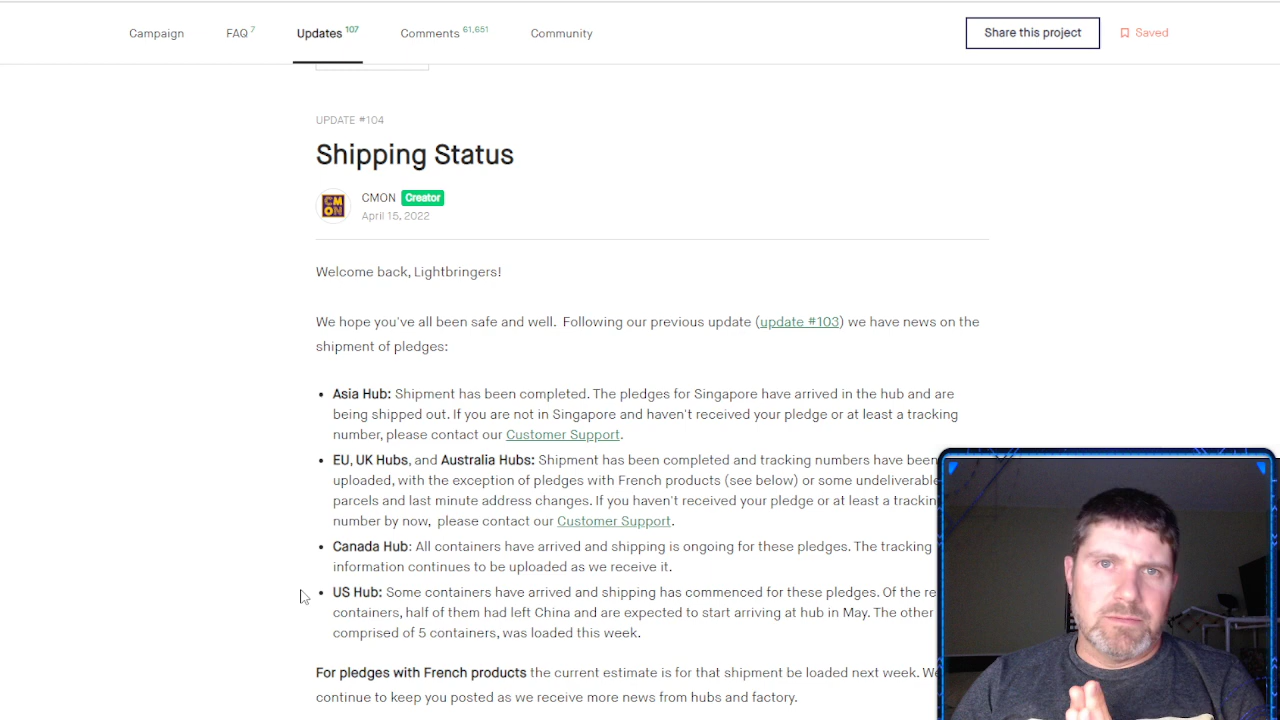 Campaign FAQ 7 Updates 107 Comments 61,651 Community Share this project Saved
UPDATE #104
Shipping Status
CMON Creator
April 15, 2022
Welcome back, Lightbringers!
We hope you've all been safe and well. Following our previous update (update #103) we have news on the
shipment of pledges:
• Asia Hub: Shipment has been completed. The pledges for Singapore have arrived in the hub and are
being shipped out. If you are not in Singapore and haven't received your pledge or at least a tracking
number, please contact our Customer Support.
• EU, UK Hubs, and Australia Hubs: Shipment has been completed and tracking numbers have been
uploaded, with the exception of pledges with French products (see below) or some undeliverable
parcels and last minute address changes. If you haven't received your pledge or at least a trackin
number by now, please contact our Customer Support.
• Canada Hub: All containers have arrived and shipping is ongoing for these pledges. The tracking
information continues to be uploaded as we receive it.
• US Hub: Some containers have arrived and shipping has commenced for these pledges. Of the re
containers, half of them had left China and are expected to start arriving at hub in May. The other
comprised of 5 containers, was loaded this week.
For pledges with French products the current estimate is for that shipment be loaded next week. We
continue to keep you posted as we receive more news from hubs and factory.